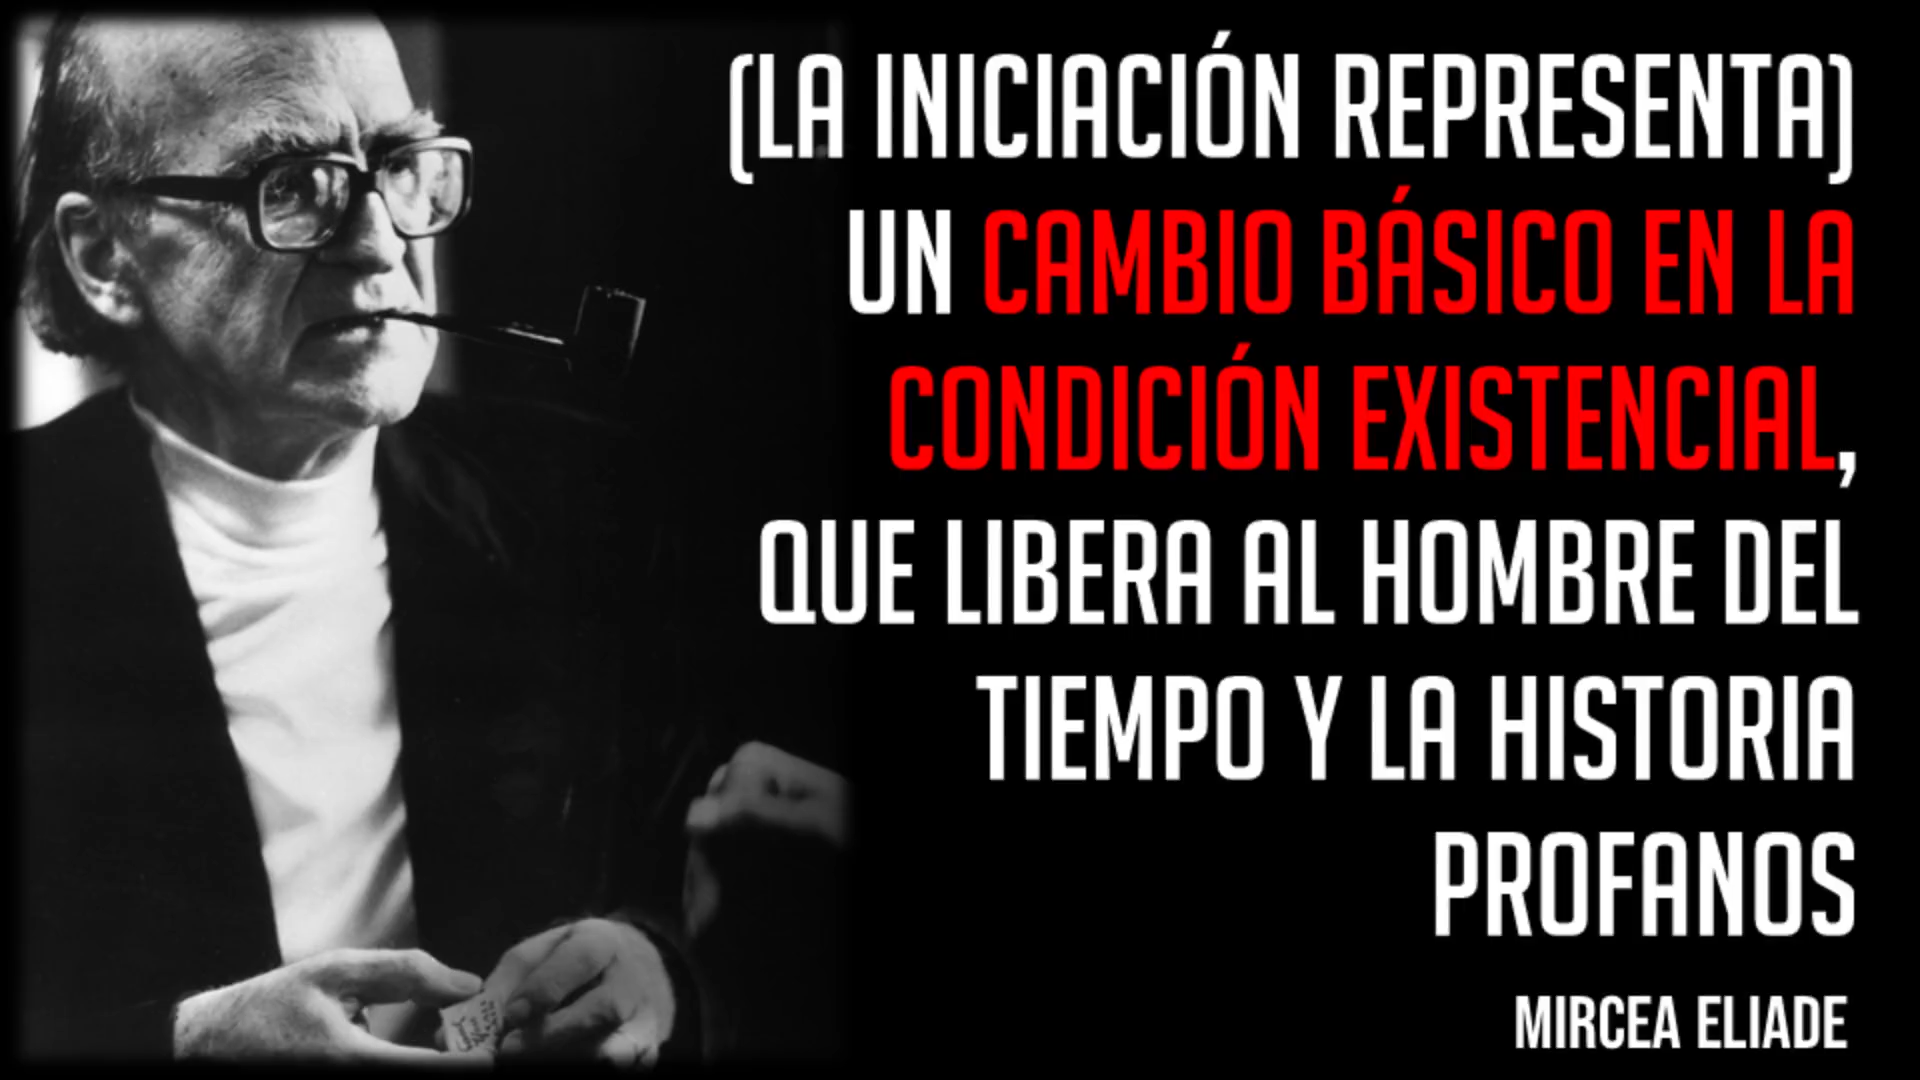 (LA INICIACIÓN REPRESENTA)
UN CAMBIO BÁSICO EN LA
CONDICIÓN EXISTENCIAL,
QUE LIBERA AL HOMBRE DEL
TIEMPO Y LA HISTORIA
PROFANOS
MIRCEA ELIADE